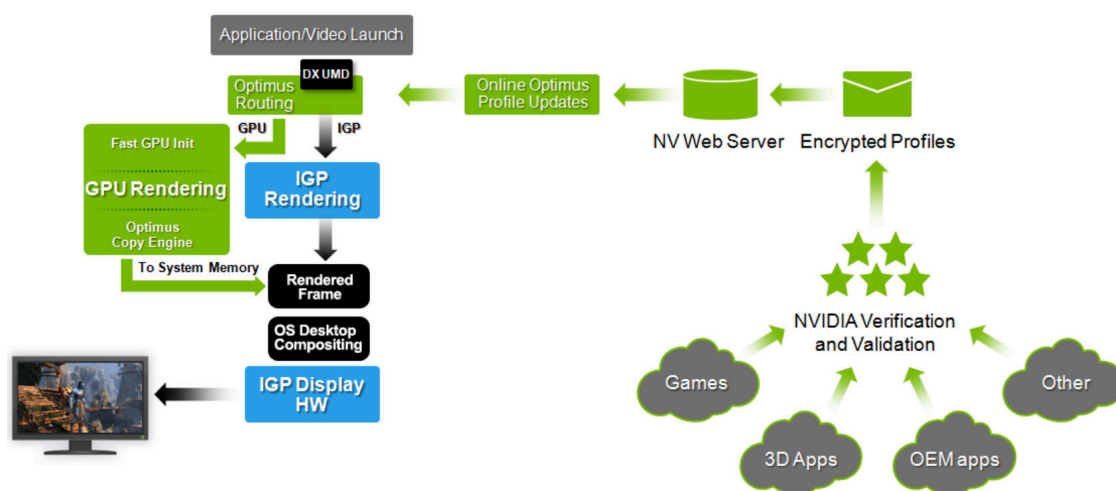 Application/Video Launch
DX UMD
Optimus
Routing
GPU
IGP
Fast GPU Init
GPU Rendering
Optimus
Copy Engine
IGP
Rendering
To System Memory
Rendered
Frame
OS Desktop
Compositing
IGP Display
HW
Online Optimus
Profile Updates
NV Web Server
Encrypted Profiles
NVIDIA Verification
and Validation
Games
3D Apps
OEM apps
Other